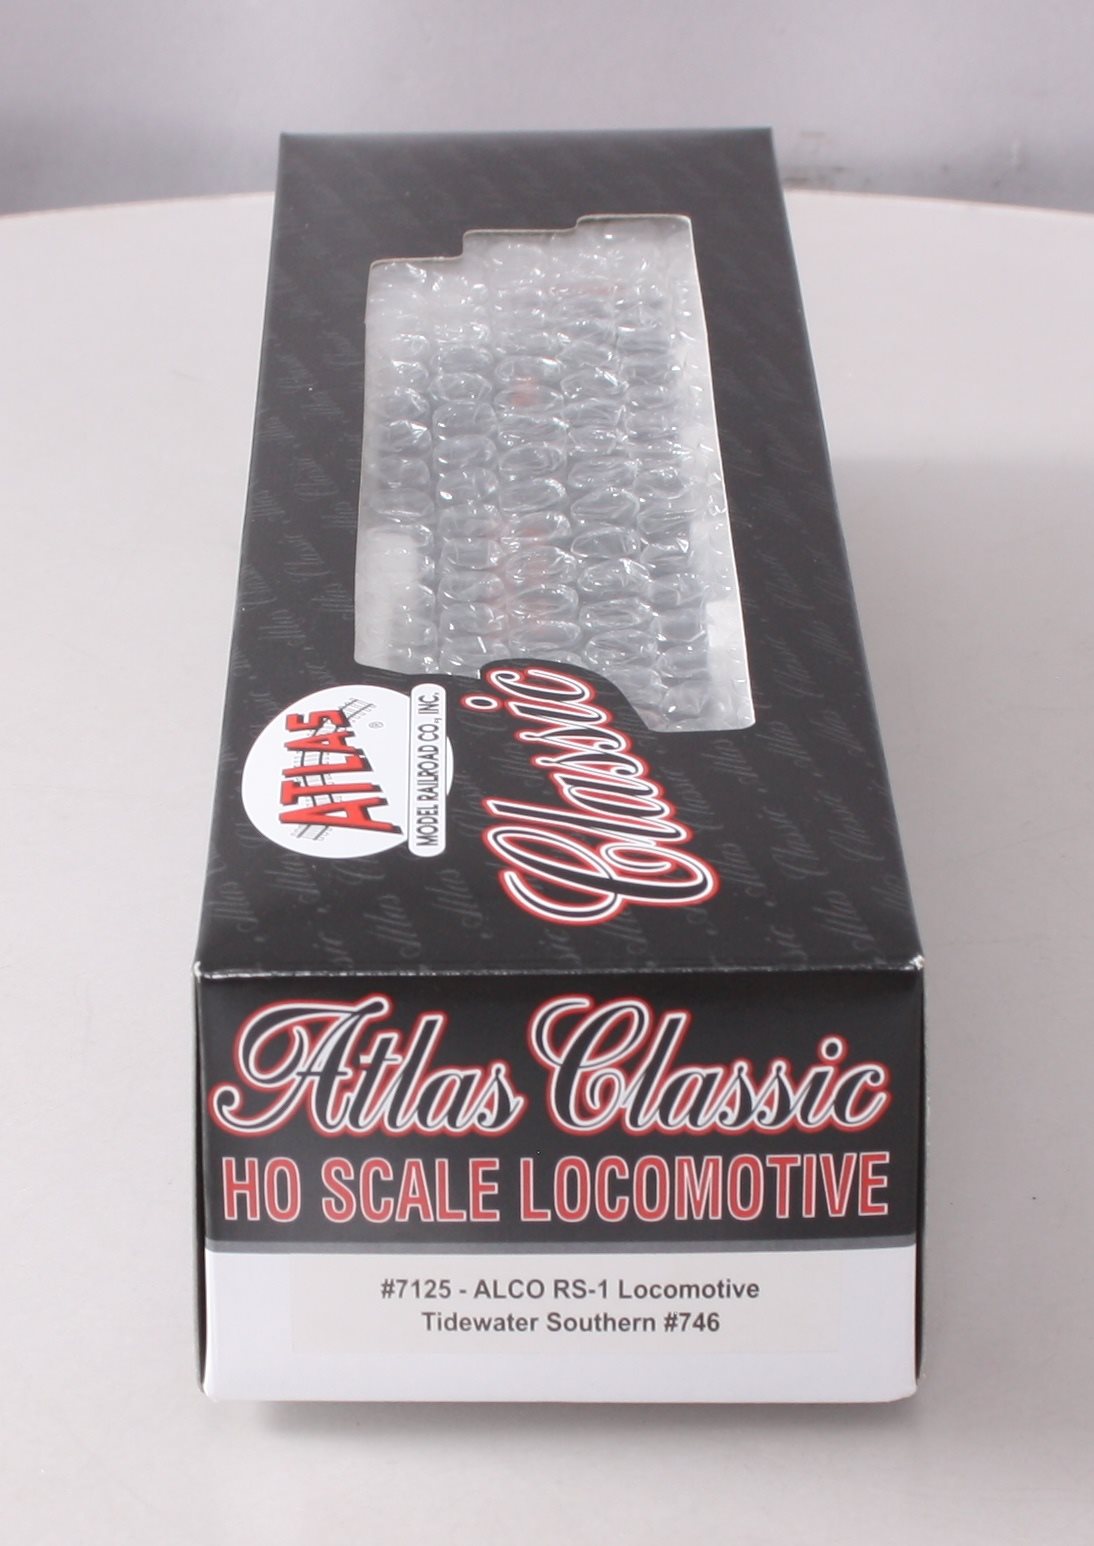 ATLAS
®
MODEL RAILROAD CO., INC.
Classic
Atlas Classic
HO SCALE LOCOMOTIVE
#7125 - ALCO RS-1 Locomotive
Tidewater Southern #746